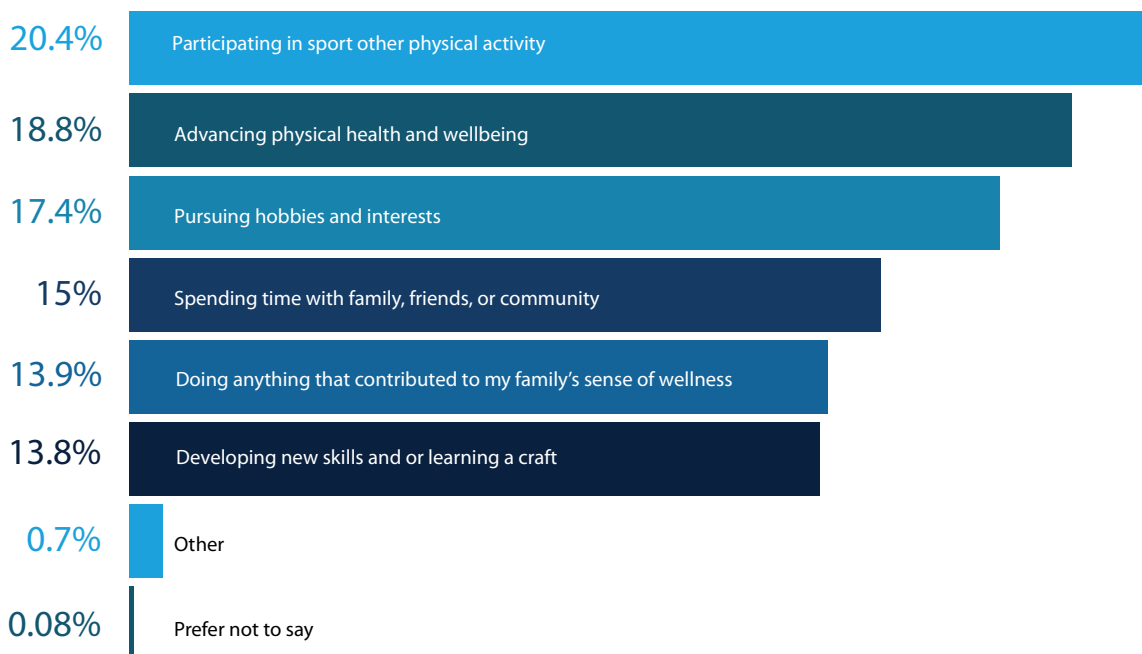 20.4% Participating in sport other physical activity
18.8% Advancing physical health and wellbeing
17.4% Pursuing hobbies and interests
15% Spending time with family, friends, or community
13.9% Doing anything that contributed to my family’s sense of wellness
13.8% Developing new skills and or learning a craft
0.7% Other
0.08% Prefer not to say